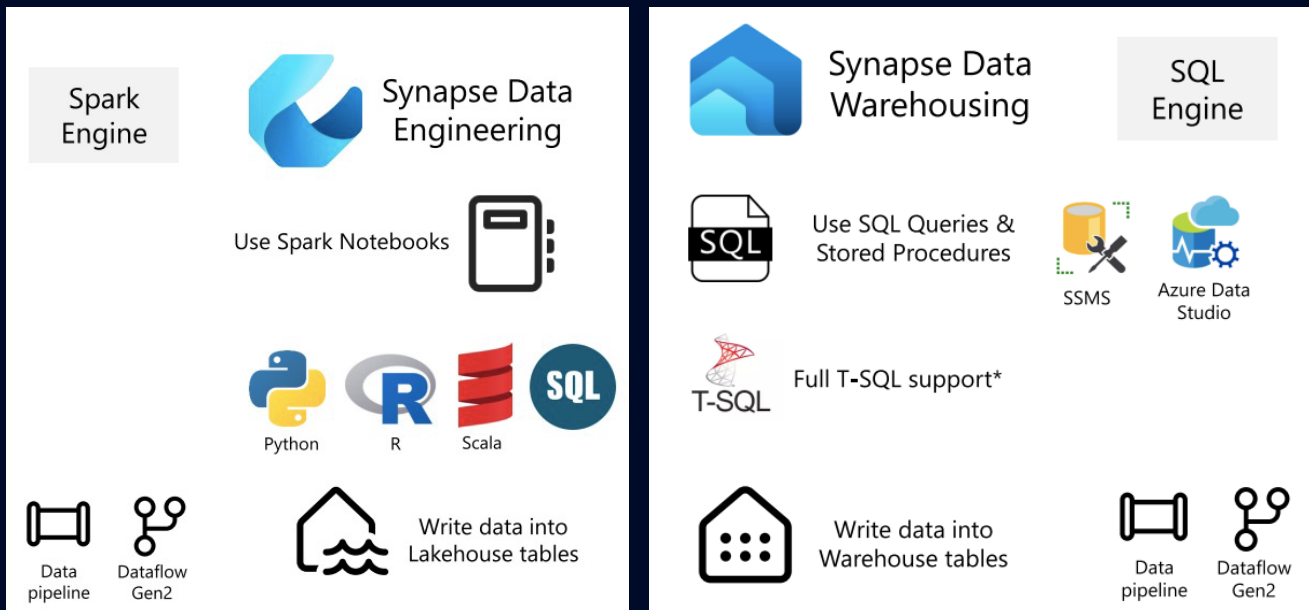 Spark
Engine
Synapse Data
Engineering
Use Spark Notebooks
Python
R
Scala
SQL
Data
pipeline
Dataflow
Gen2
Write data into
Lakehouse tables
Synapse Data
Warehousing
SQL
Engine
SQL
Use SQL Queries &
Stored Procedures
SSMS
Azure Data
Studio
T-SQL
Full T-SQL support*
Write data into
Warehouse tables
Data
pipeline
Dataflow
Gen2